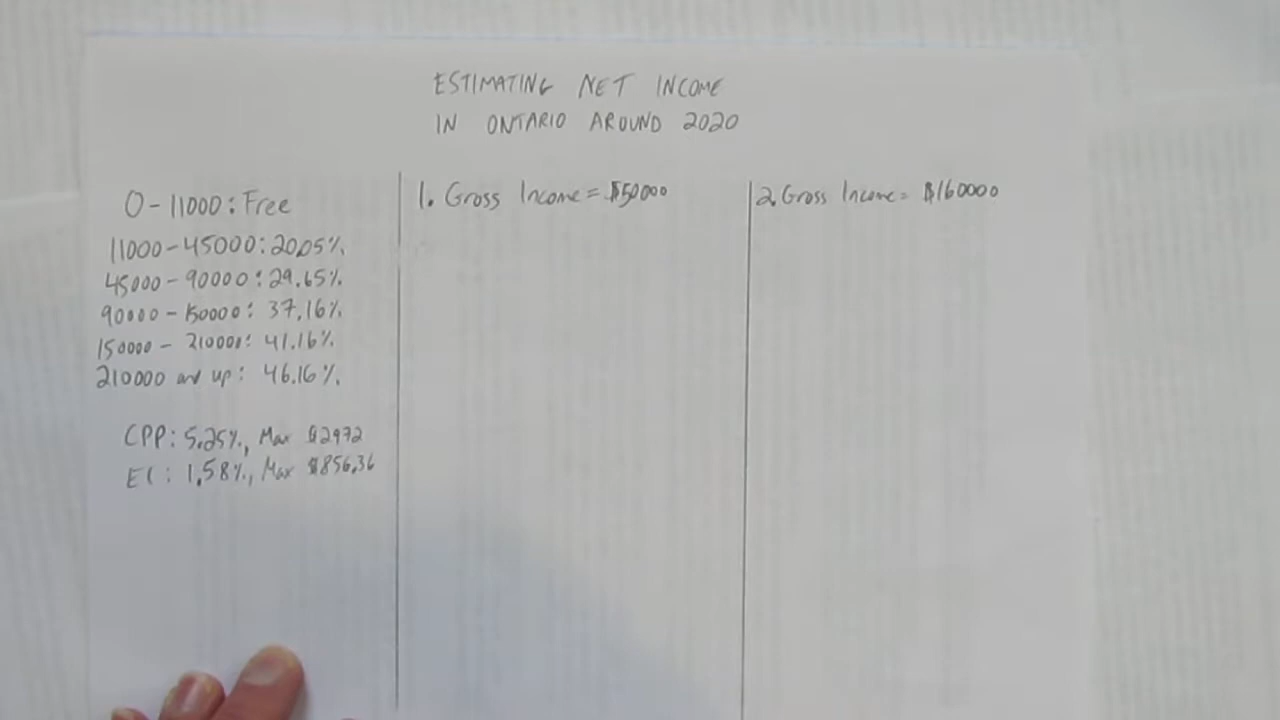 ESTIMATING NET INCOME
IN ONTARIO AROUND 2020
0-11000: Free
11000-45000: 20.05%
45000-90000: 29.65%
90000-150000: 37.16%
150000-210000: 41.16%
210000 and up: 46.16%
CPP: 5.25%, Max $2972
EI: 1.58%, Max $856.36
1. Gross Income = $50000
2. Gross Income = $160000